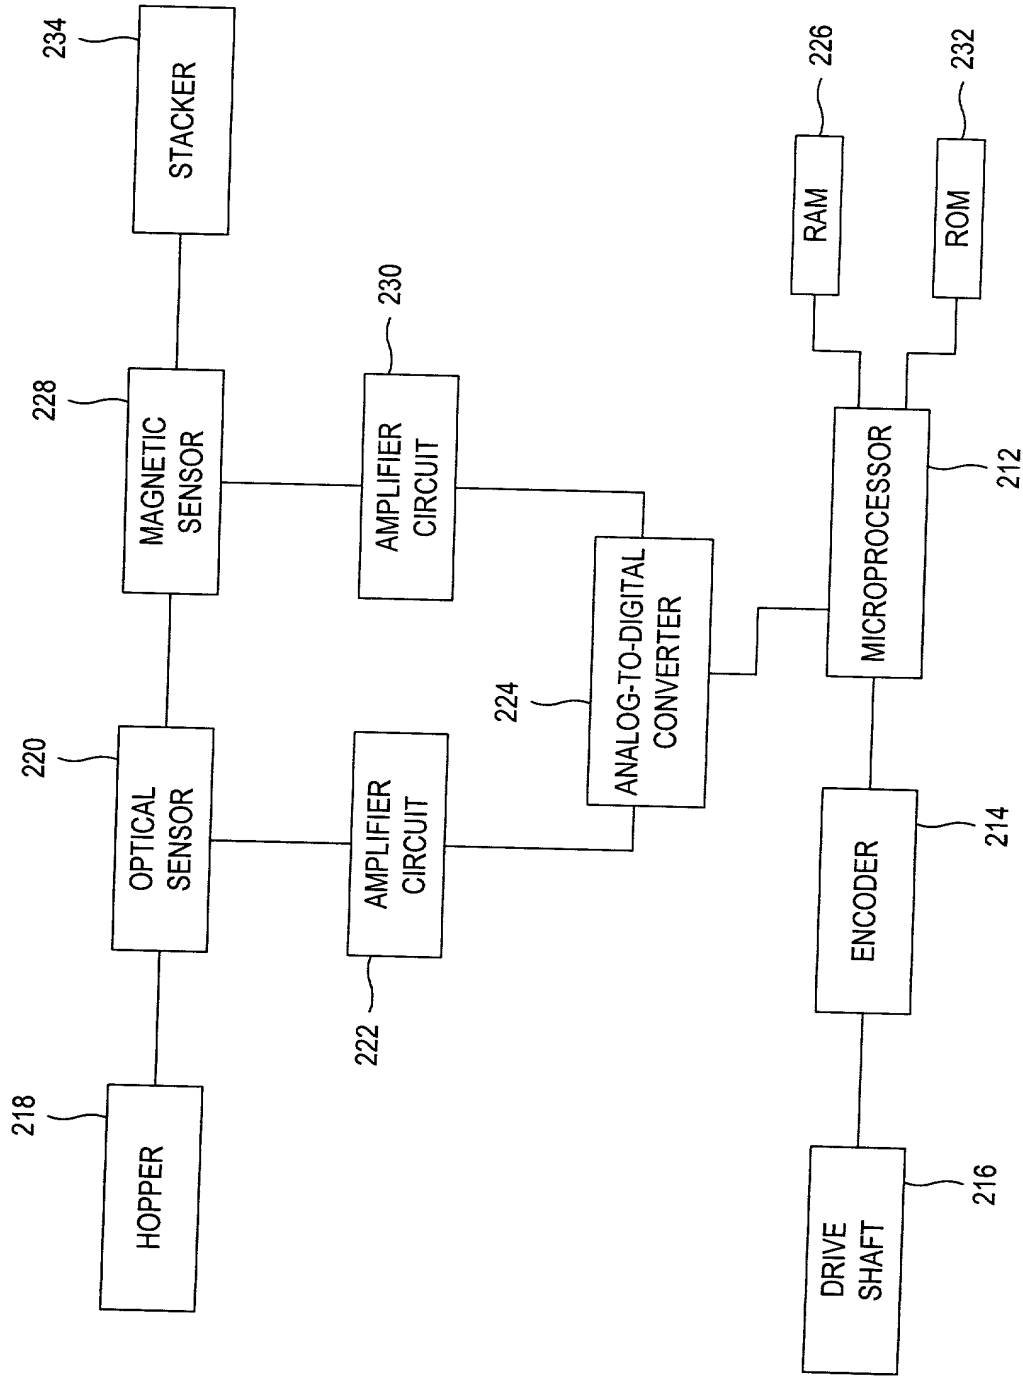 218
HOPPER
220
OPTICAL
SENSOR
228
MAGNETIC
SENSOR
234
STACKER
222
AMPLIFIER
CIRCUIT
230
AMPLIFIER
CIRCUIT
224
ANALOG-TO-DIGITAL
CONVERTER
DRIVE
SHAFT
216
ENCODER
214
MICROPROCESSOR
212
RAM
226
ROM
232